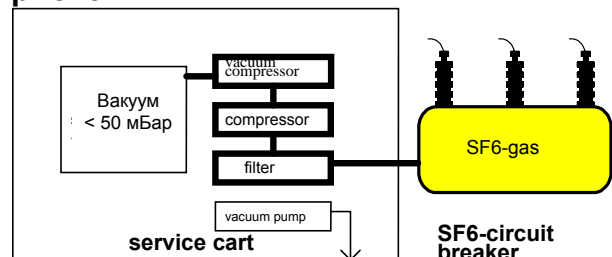 vacuum
compressor
Вакуум
< 50 мБар
compressor
SF6-gas
filter
vacuum pump
service cart
SF6-circuit
breaker